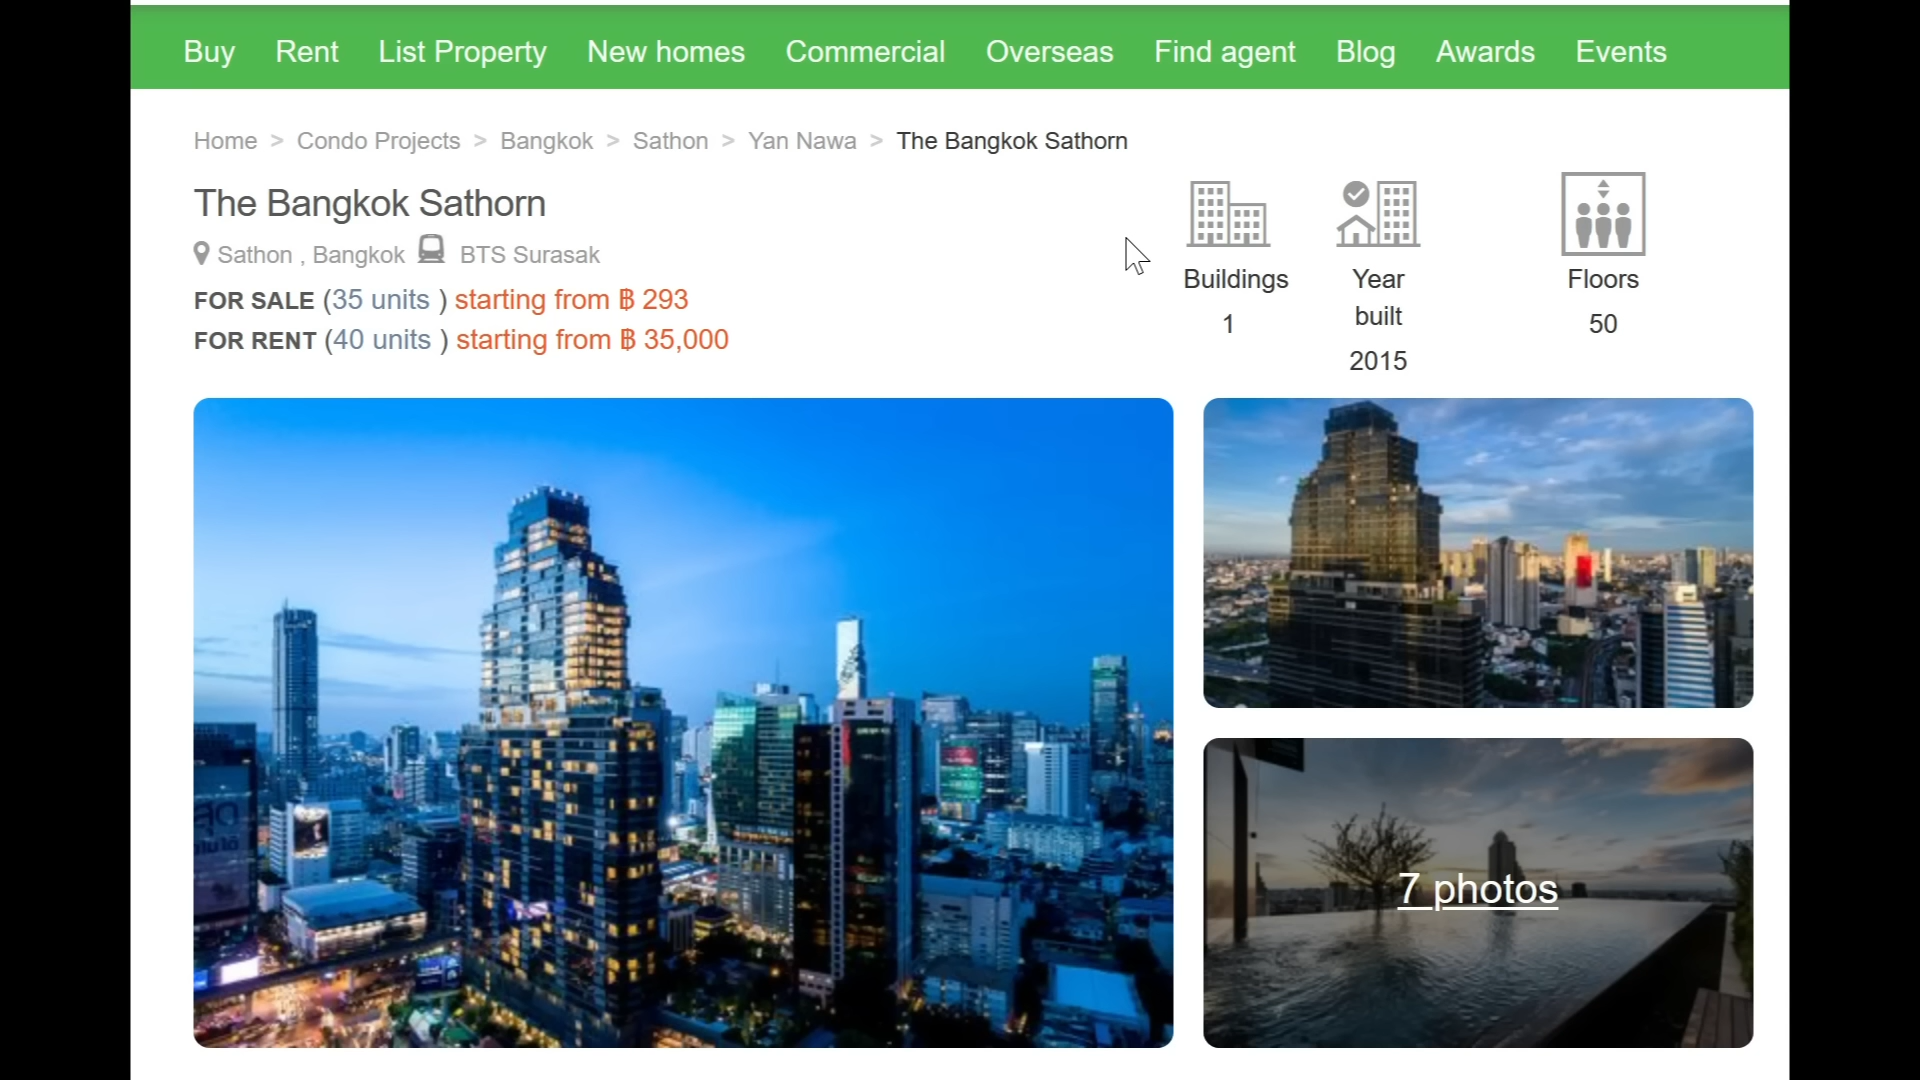 Buy Rent List Property New homes Commercial Overseas Find agent Blog Awards Events
Home > Condo Projects > Bangkok > Sathon > Yan Nawa > The Bangkok Sathorn
The Bangkok Sathorn
Sathon , Bangkok BTS Surasak
FOR SALE (35 units ) starting from ฿ 293
FOR RENT (40 units ) starting from ฿ 35,000
Buildings
1
Year
built
2015
Floors
50
7 photos